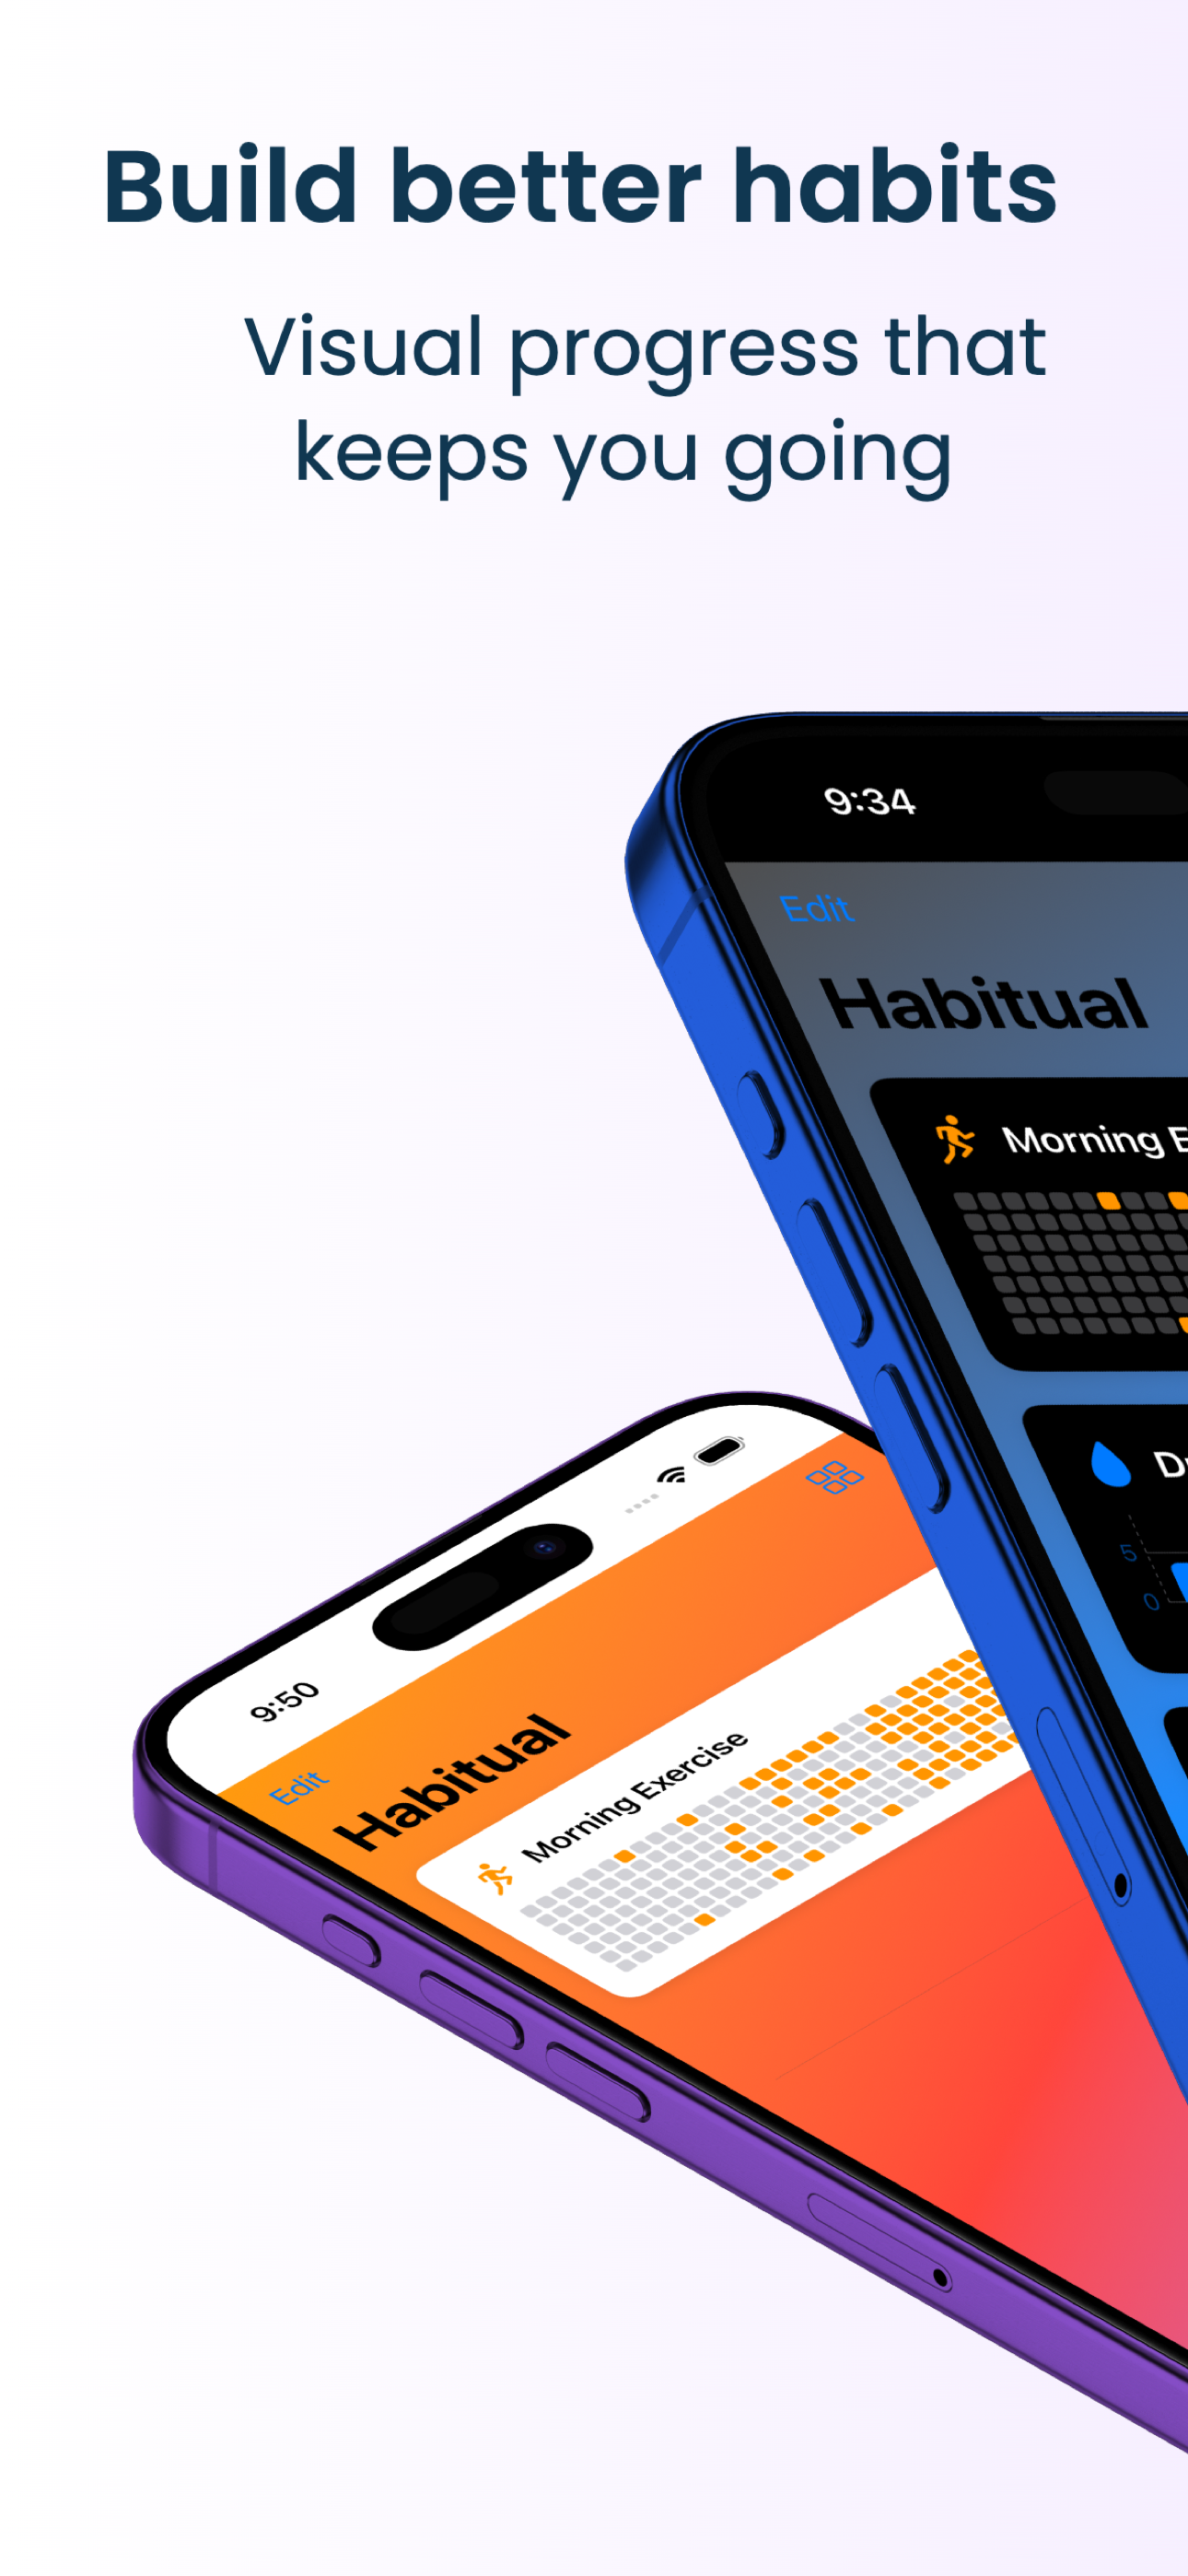 Build better habits
Visual progress that
keeps you going
9:34
Edit
Habitual
Morning E
5
0
9:50
Edit
Habitual
Morning Exercise